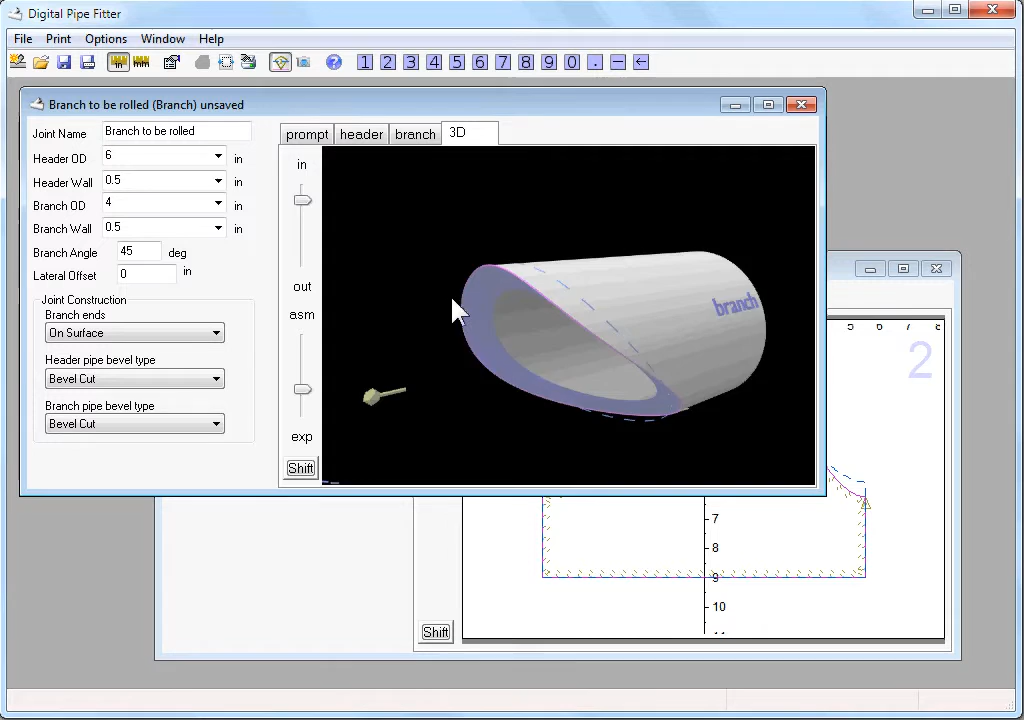 Digital Pipe Fitter
File Print Options Window Help
1 2 3 4 5 6 7 8 9 0 . − ←
Branch to be rolled (Branch) unsaved
Joint Name Branch to be rolled
Header OD 6 in
Header Wall 0.5 in
Branch OD 4 in
Branch Wall 0.5 in
Branch Angle 45 deg
Lateral Offset 0 in
Joint Construction
Branch ends
On Surface
Header pipe bevel type
Bevel Cut
Branch pipe bevel type
Bevel Cut
prompt header branch 3D
in
out
asm
exp
Shift
branch
2
7
8
9
10
Shift